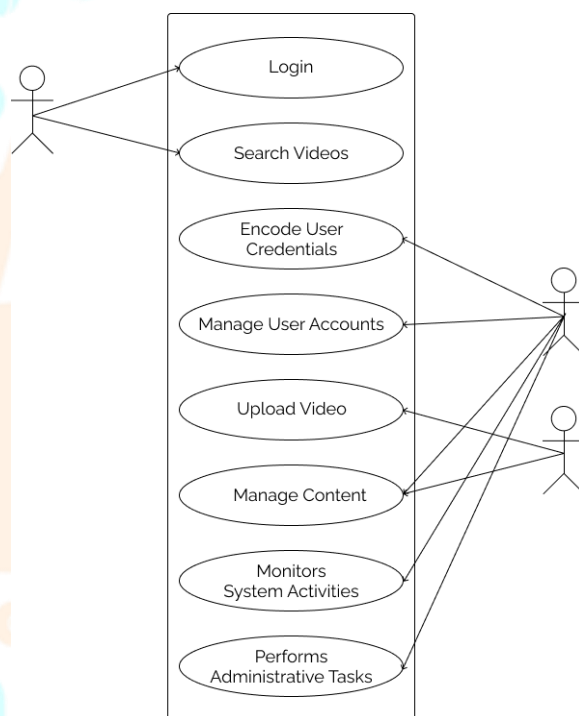 Login
Search Videos
Encode User
Credentials
Manage User Accounts
Upload Video
Manage Content
Monitors
System Activities
Performs
Administrative Tasks